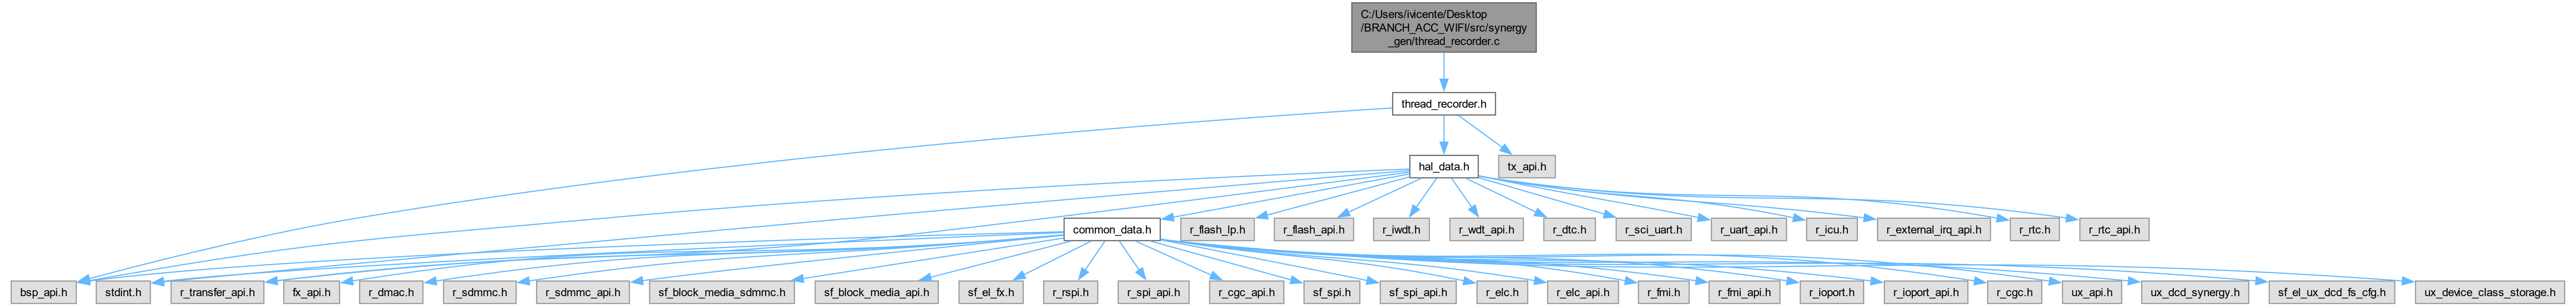 C:/Users/ivicente/Desktop
/BRANCH_ACC_WIFI/src/synergy
_gen/thread_recorder.c
thread_recorder.h
hal_data.h
tx_api.h
common_data.h
r_flash_lp.h
r_flash_api.h
r_iwdt.h
r_wdt_api.h
r_dtc.h
r_sci_uart.h
r_uart_api.h
r_icu.h
r_external_irq_api.h
r_rtc.h
r_rtc_api.h
bsp_api.h
stdint.h
r_transfer_api.h
fx_api.h
r_dmac.h
r_sdmmc.h
r_sdmmc_api.h
sf_block_media_sdmmc.h
sf_block_media_api.h
sf_el_fx.h
r_rspi.h
r_spi_api.h
r_cgc_api.h
sf_spi.h
sf_spi_api.h
r_elc.h
r_elc_api.h
r_fmi.h
r_fmi_api.h
r_ioport.h
r_ioport_api.h
r_cgc.h
ux_api.h
ux_dcd_synergy.h
sf_el_ux_dcd_fs_cfg.h
ux_device_class_storage.h